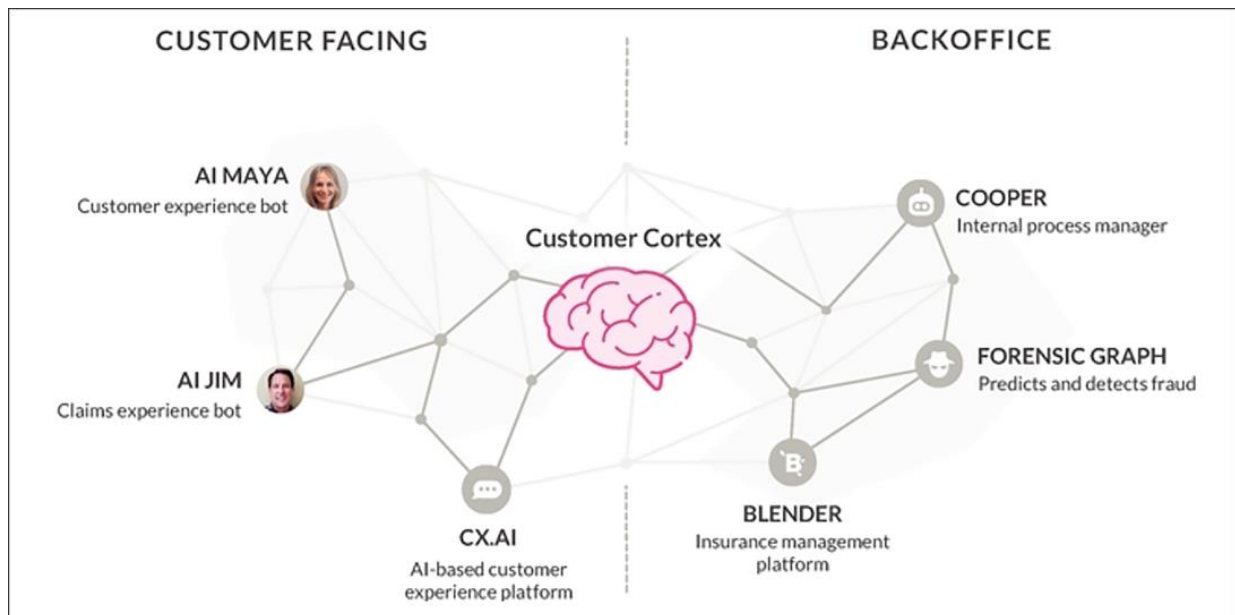 CUSTOMER FACING
BACKOFFICE
AI MAYA
Customer experience bot
COOPER
Internal process manager
Customer Cortex
AI JIM
Claims experience bot
FORENSIC GRAPH
Predicts and detects fraud
B
BLENDER
Insurance management
platform
CX.AI
AI-based customer
experience platform